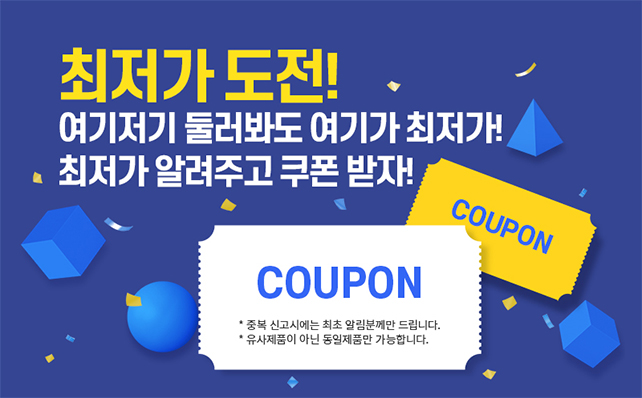 최저가 도전!
여기저기 둘러봐도 여기가 최저가!
최저가 알려주고 쿠폰 받자!
COUPON
COUPON
* 중복 신고시에는 최초 알림분께만 드립니다.
* 유사제품이 아닌 동일제품만 가능합니다.